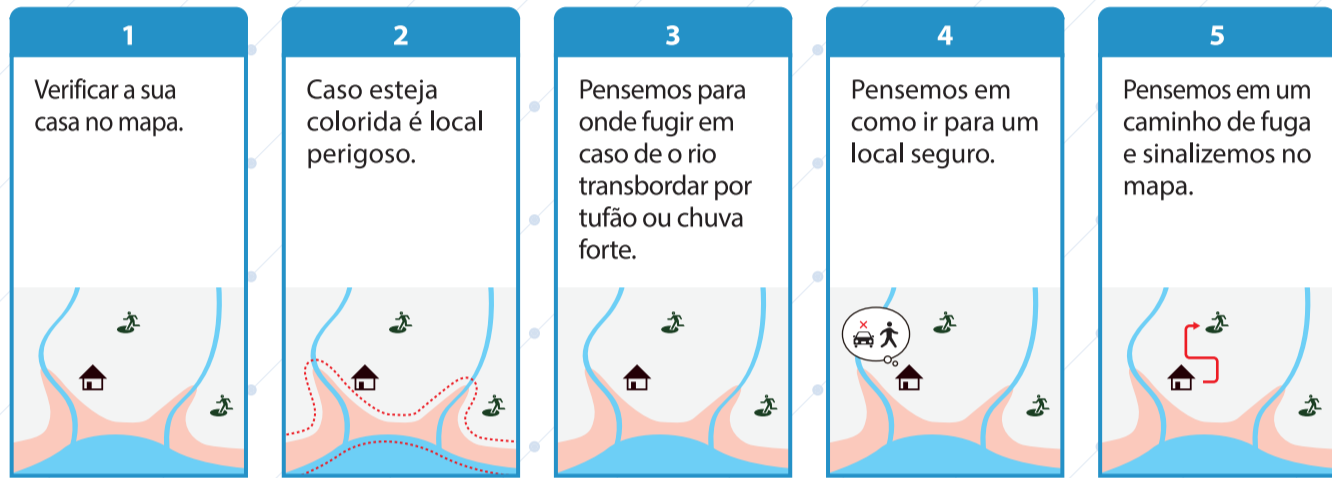 1
Verificar a sua
casa no mapa.
2
Caso esteja
colorida é local
perigoso.
3
Pensemos para
onde fugir em
caso de o rio
transbordar por
tufão ou chuva
forte.
4
Pensemos em
como ir para um
local seguro.
5
Pensemos em um
caminho de fuga
e sinalizemos no
mapa.